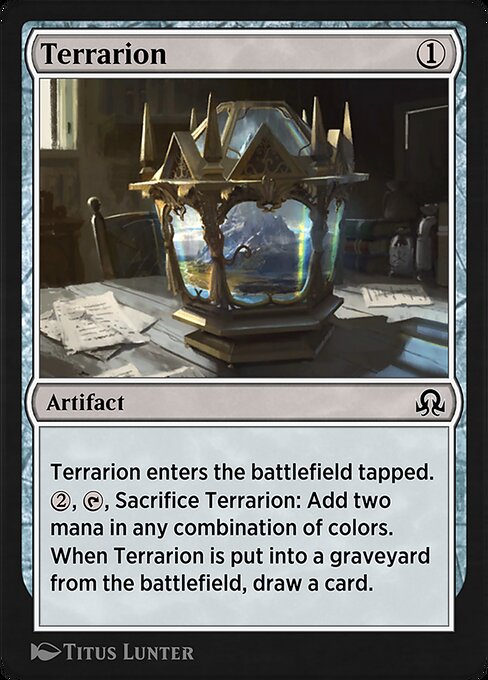 Terrarion 1
Artifact
Terrarion enters the battlefield tapped.
2, , Sacrifice Terrarion: Add two
mana in any combination of colors.
When Terrarion is put into a graveyard
from the battlefield, draw a card.
Titus Lunter